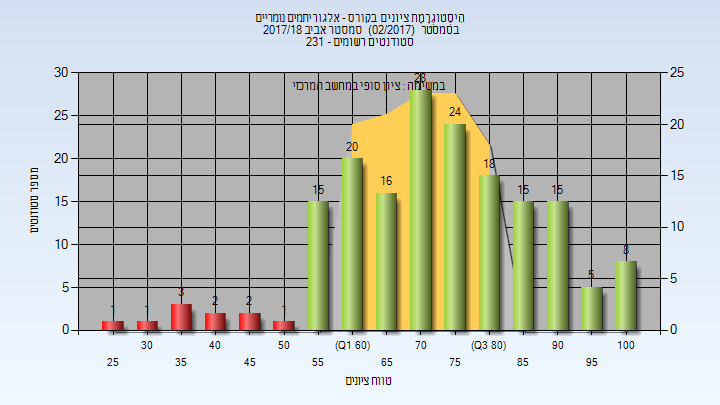 היסטוגרמת ציונים בקורס - אלגוריתמים נומריים
בסמסטר (02/2017) סמסטר אביב 2017/18
סטודנטים רשומים - 231
במשימה : ציון סופי במחשב המרכזי
מספר סטודנטים
30 25 20 15 10 5 0
25 20 15 10 5 0
1 1 3 2 2 1 15 20 16 28 24 18 15 15 5 8
30 40 50 (Q1 60) 70 (Q3 80) 90 100
25 35 45 55 65 75 85 95
טווח ציונים